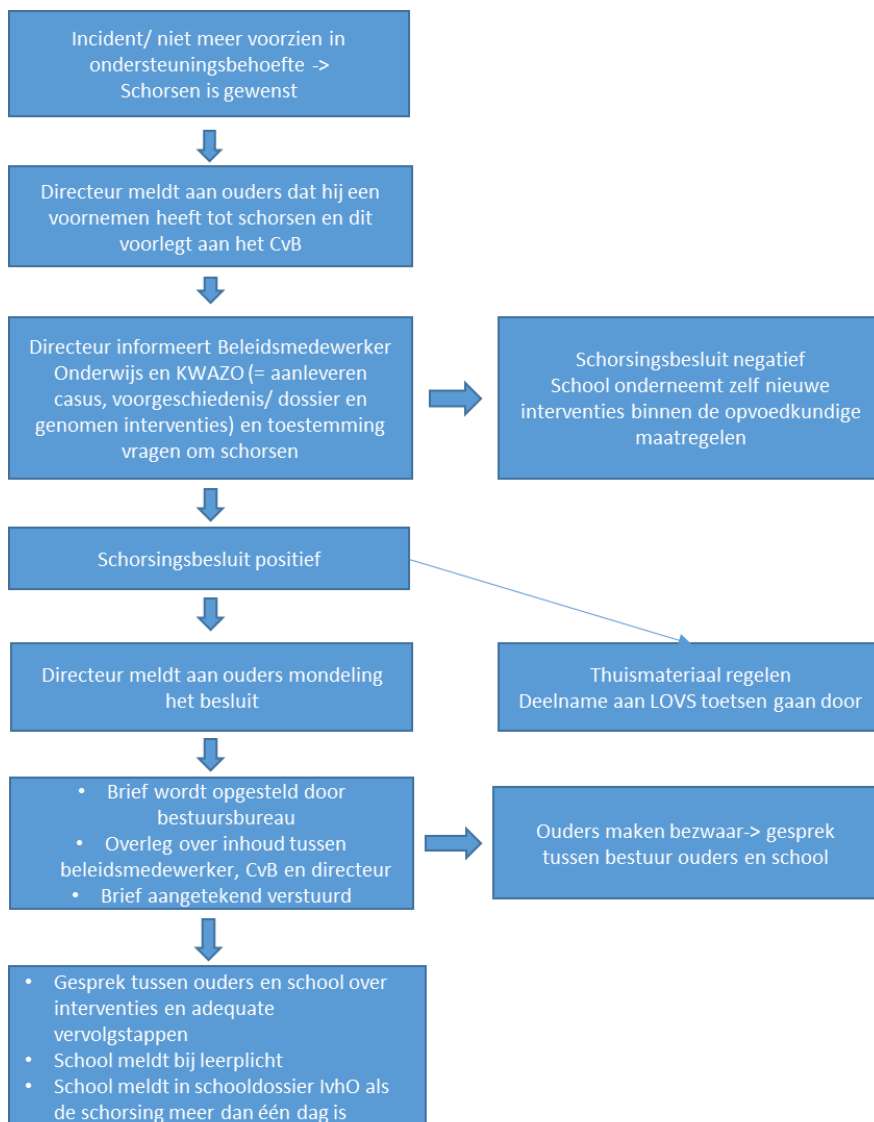 Incident/ niet meer voorzien in
ondersteuningsbehoefte ->
Schorsen is gewenst
Directeur meldt aan ouders dat hij een
voornemen heeft tot schorsen en dit
voorlegt aan het CvB
Directeur informeert Beleidsmedewerker
Onderwijs en KWAZO (= aanleveren
casus, voorgeschiedenis/ dossier en
genomen interventies) en toestemming
vragen om schorsen
Schorsingsbesluit negatief
School onderneemt zelf nieuwe
interventies binnen de opvoedkundige
maatregelen
Schorsingsbesluit positief
Directeur meldt aan ouders mondeling
het besluit
Thuismateriaal regelen
Deelname aan LOVS toetsen gaan door
• Brief wordt opgesteld door
bestuursbureau
• Overleg over inhoud tussen
beleidsmedewerker, CvB en directeur
• Brief aangetekend verstuurd
Ouders maken bezwaar-> gesprek
tussen bestuur ouders en school
• Gesprek tussen ouders en school over
interventies en adequate
vervolgstappen
• School meldt bij leerplicht
• School meldt in schooldossier IvhO als
de schorsing meer dan één dag is